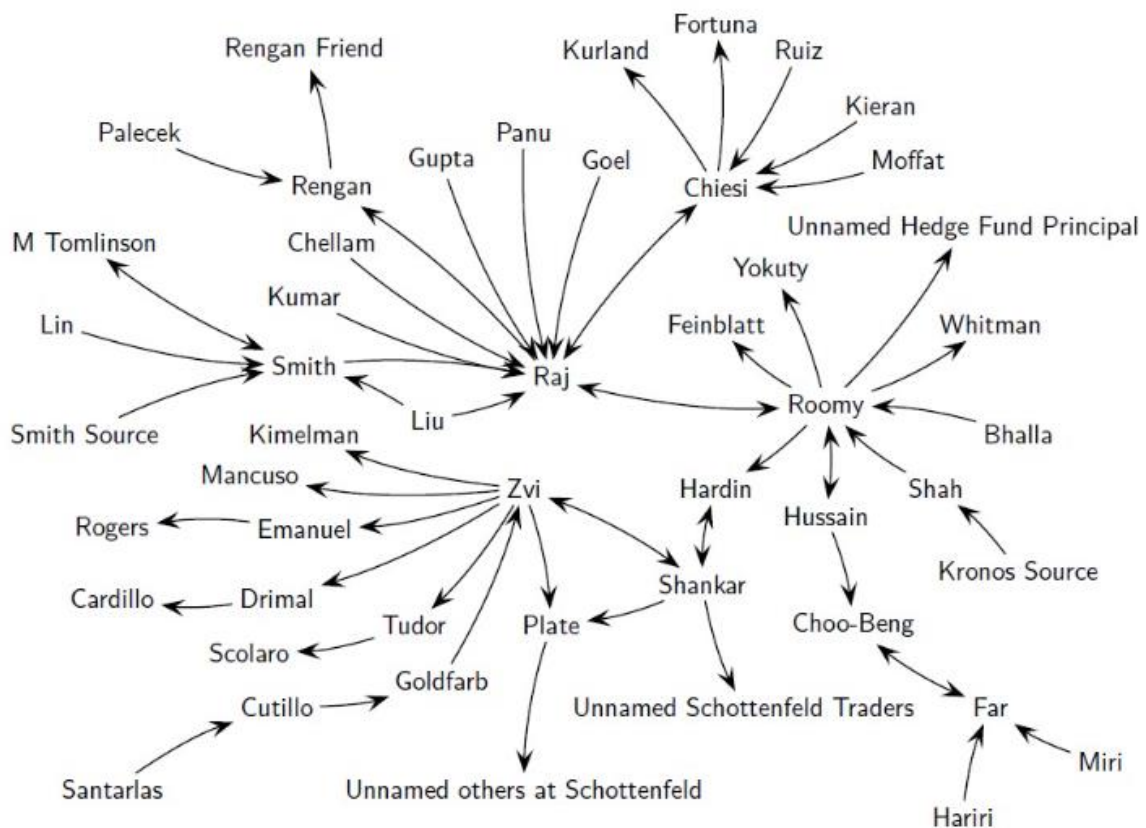 Fortuna
Rengan Friend
Kurland
Ruiz
Kieran
Palecek
Panu
Gupta
Goel
Moffat
Rengan
Chiesi
Unnamed Hedge Fund Principal
M Tomlinson
Chellam
Yokuty
Kumar
Lin
Feinblatt
Whitman
Smith
Raj
Roomy
Smith Source
Liu
Bhalla
Kimelman
Mancuso
Zvi
Hardin
Shah
Rogers
Emanuel
Hussain
Kronos Source
Shankar
Cardillo
Drimal
Tudor
Plate
Choo-Beng
Scolaro
Goldfarb
Cutillo
Unnamed Schottenfeld Traders
Far
Miri
Santarlas
Unnamed others at Schottenfeld
Hariri